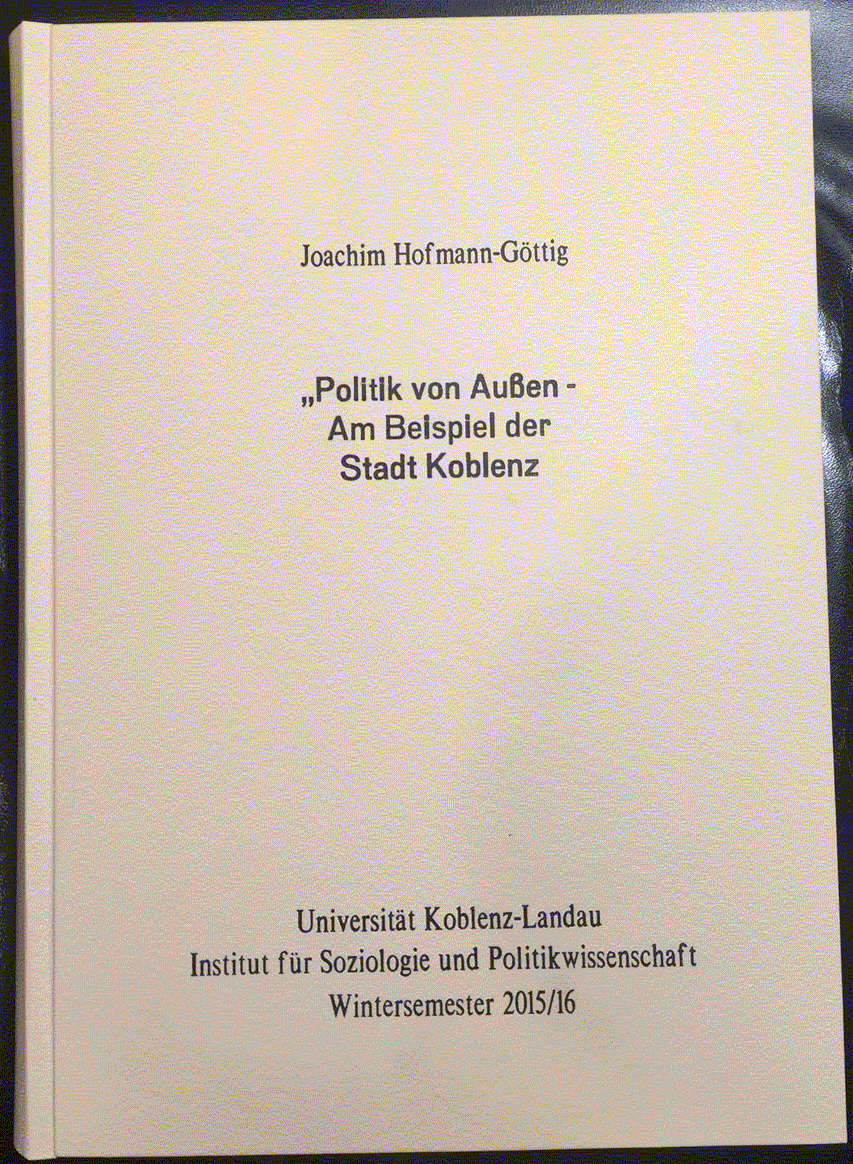 Joachim Hofmann-Göttig
„Politik von Außen -
Am Beispiel der
Stadt Koblenz
Universität Koblenz-Landau
Institut für Soziologie und Politikwissenschaft
Wintersemester 2015/16